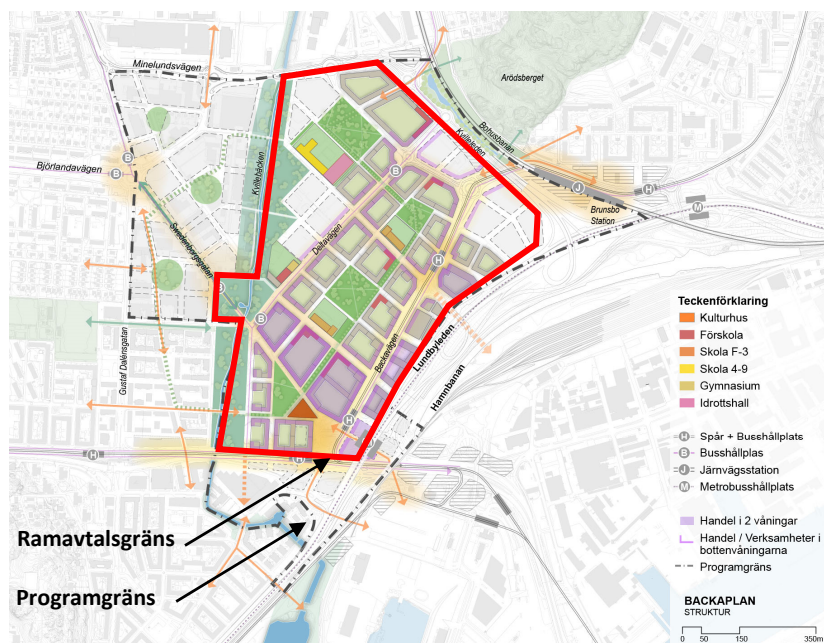 Minelundsvägen
Arödsberget
Bohusbanan
Kvilleleden
Björlandavägen
B
B
Kvillebäcken
B
J
H
Brunsbo
Station
M
Swedenborgsgatan
Deltavägen
H
B
Gustaf Dalénsgatan
Backavägen
Lundbyleden
Hamnbanan
H
H
H
Ramavtalsgräns
Programgräns
Teckenförklaring
Kulturhus
Förskola
Skola F-3
Skola 4-9
Gymnasium
Idrottshall
H Spår + Busshållplats
B Busshållplas
J Järnvägsstation
M Metrobusshållplats
Handel i 2 våningar
Handel / Verksamheter i
bottenvåningarna
Programgräns
BACKAPLAN
STRUKTUR
0 50 150 350m